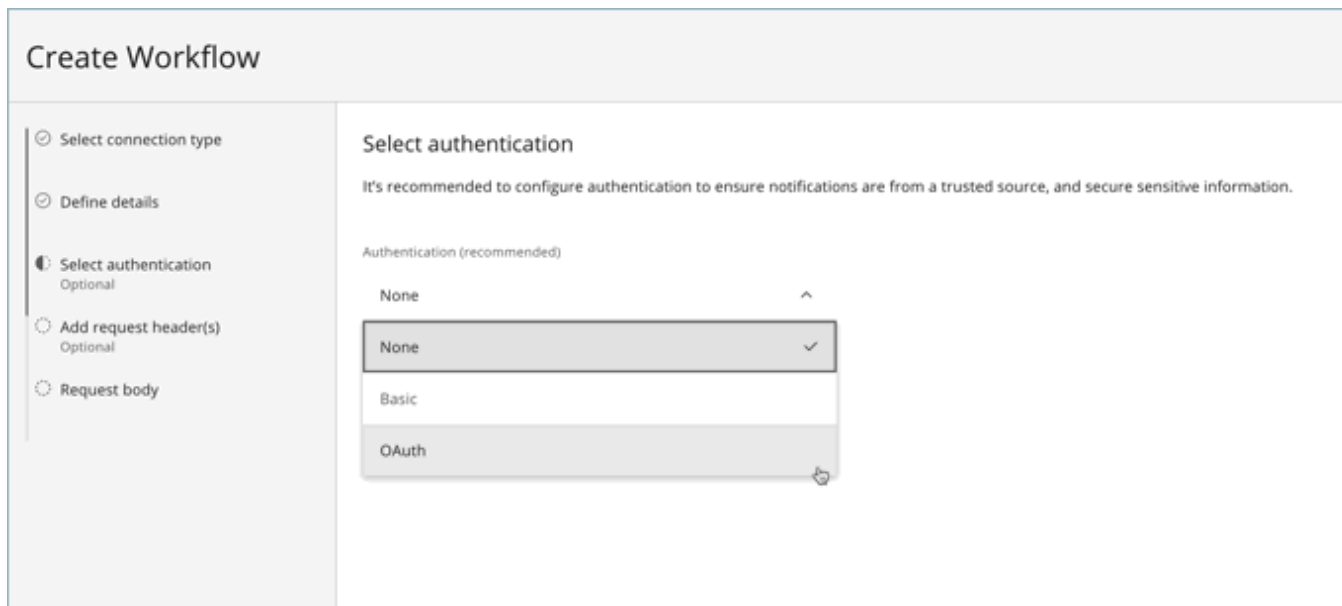 Create Workflow
Select connection type
Define details
Select authentication
Optional
Add request header(s)
Optional
Request body
Select authentication
It's recommended to configure authentication to ensure notifications are from a trusted source, and secure sensitive information.
Authentication (recommended)
None
None
Basic
OAuth